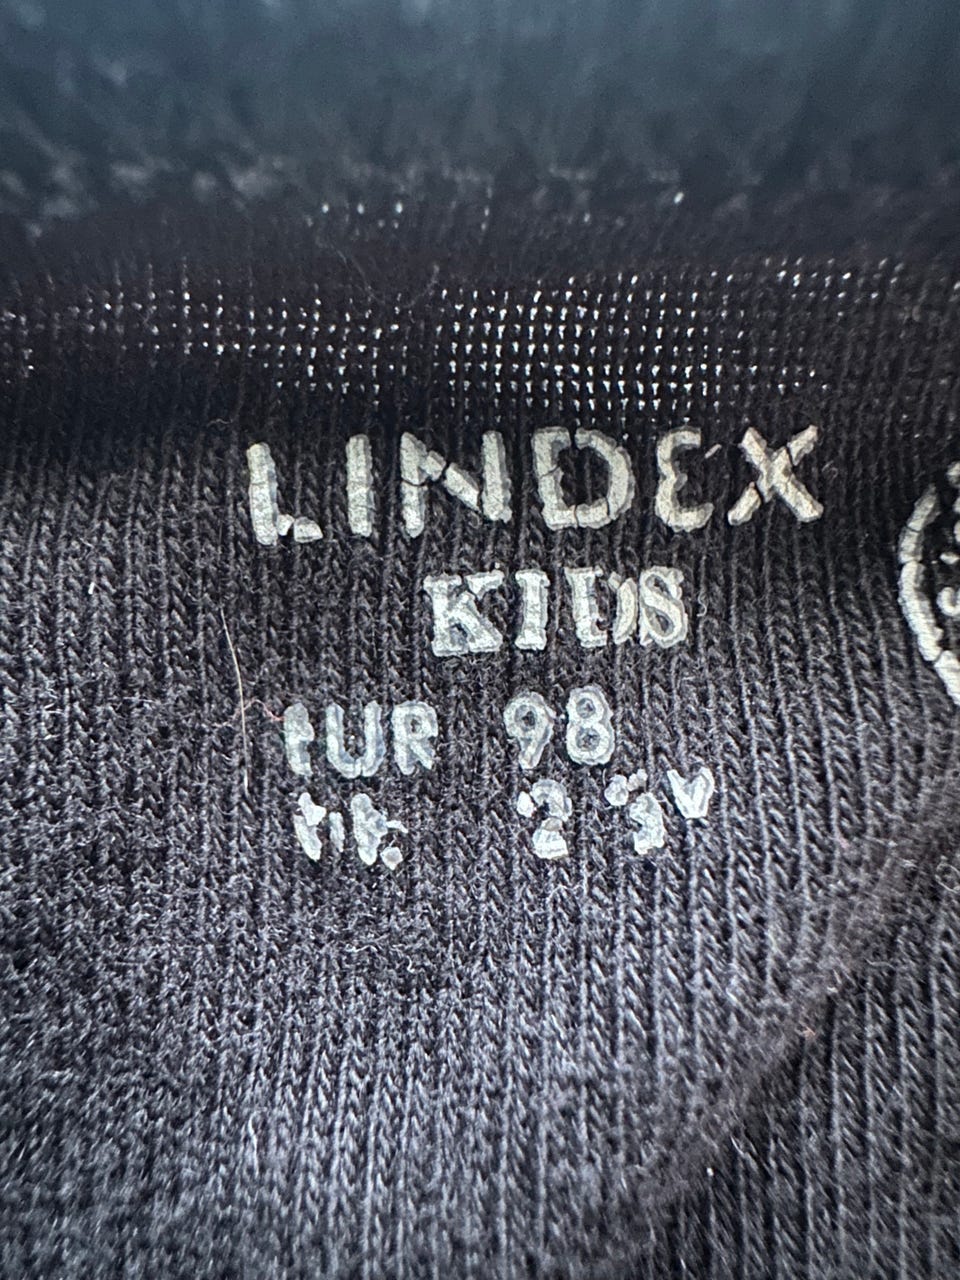 LINDEX
KIDS
EUR 98
UK 2-3Y